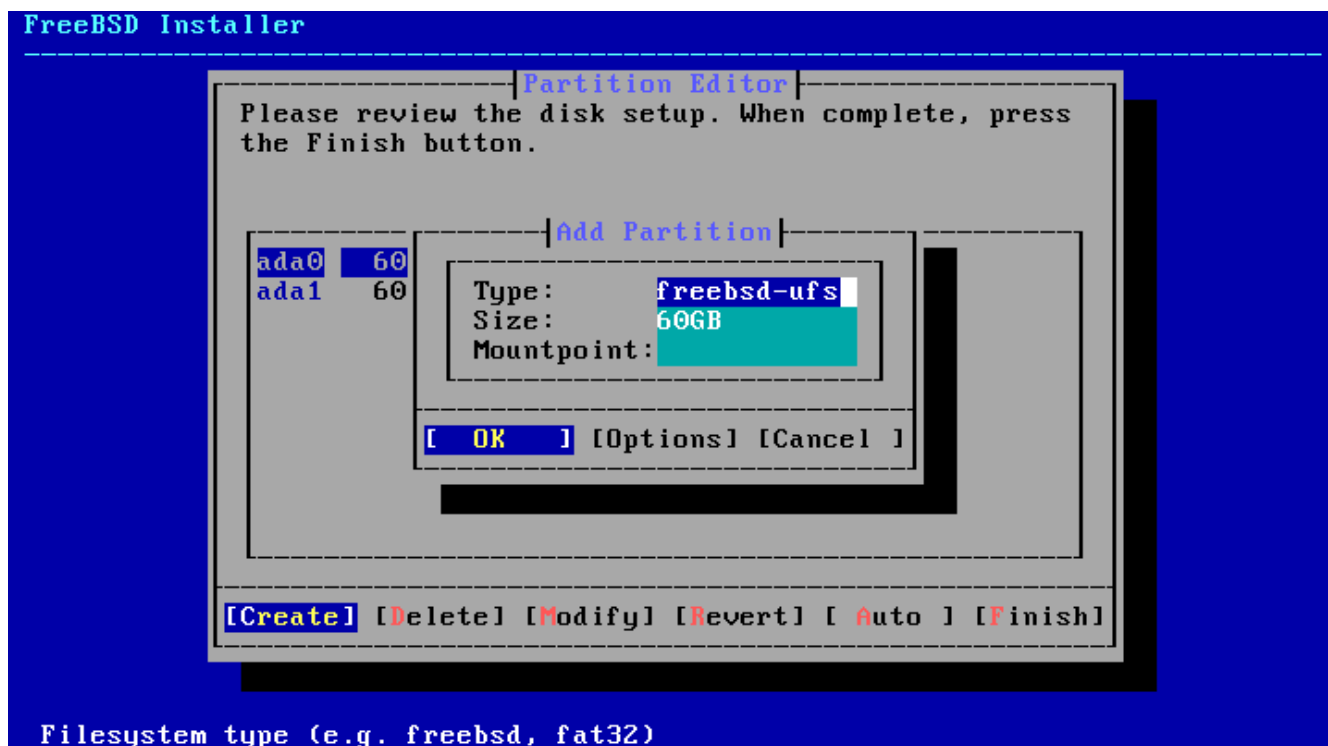 FreeBSD Installer
Partition Editor
Please review the disk setup. When complete, press
the Finish button.
Add Partition
ada0 60
ada1 60
Type: freebsd-ufs
Size: 60GB
Mountpoint:
[ OK ] [Options] [Cancel ]
[Create] [Delete] [Modify] [Revert] [ Auto ] [Finish]
Filesystem type (e.g. freebsd, fat32)